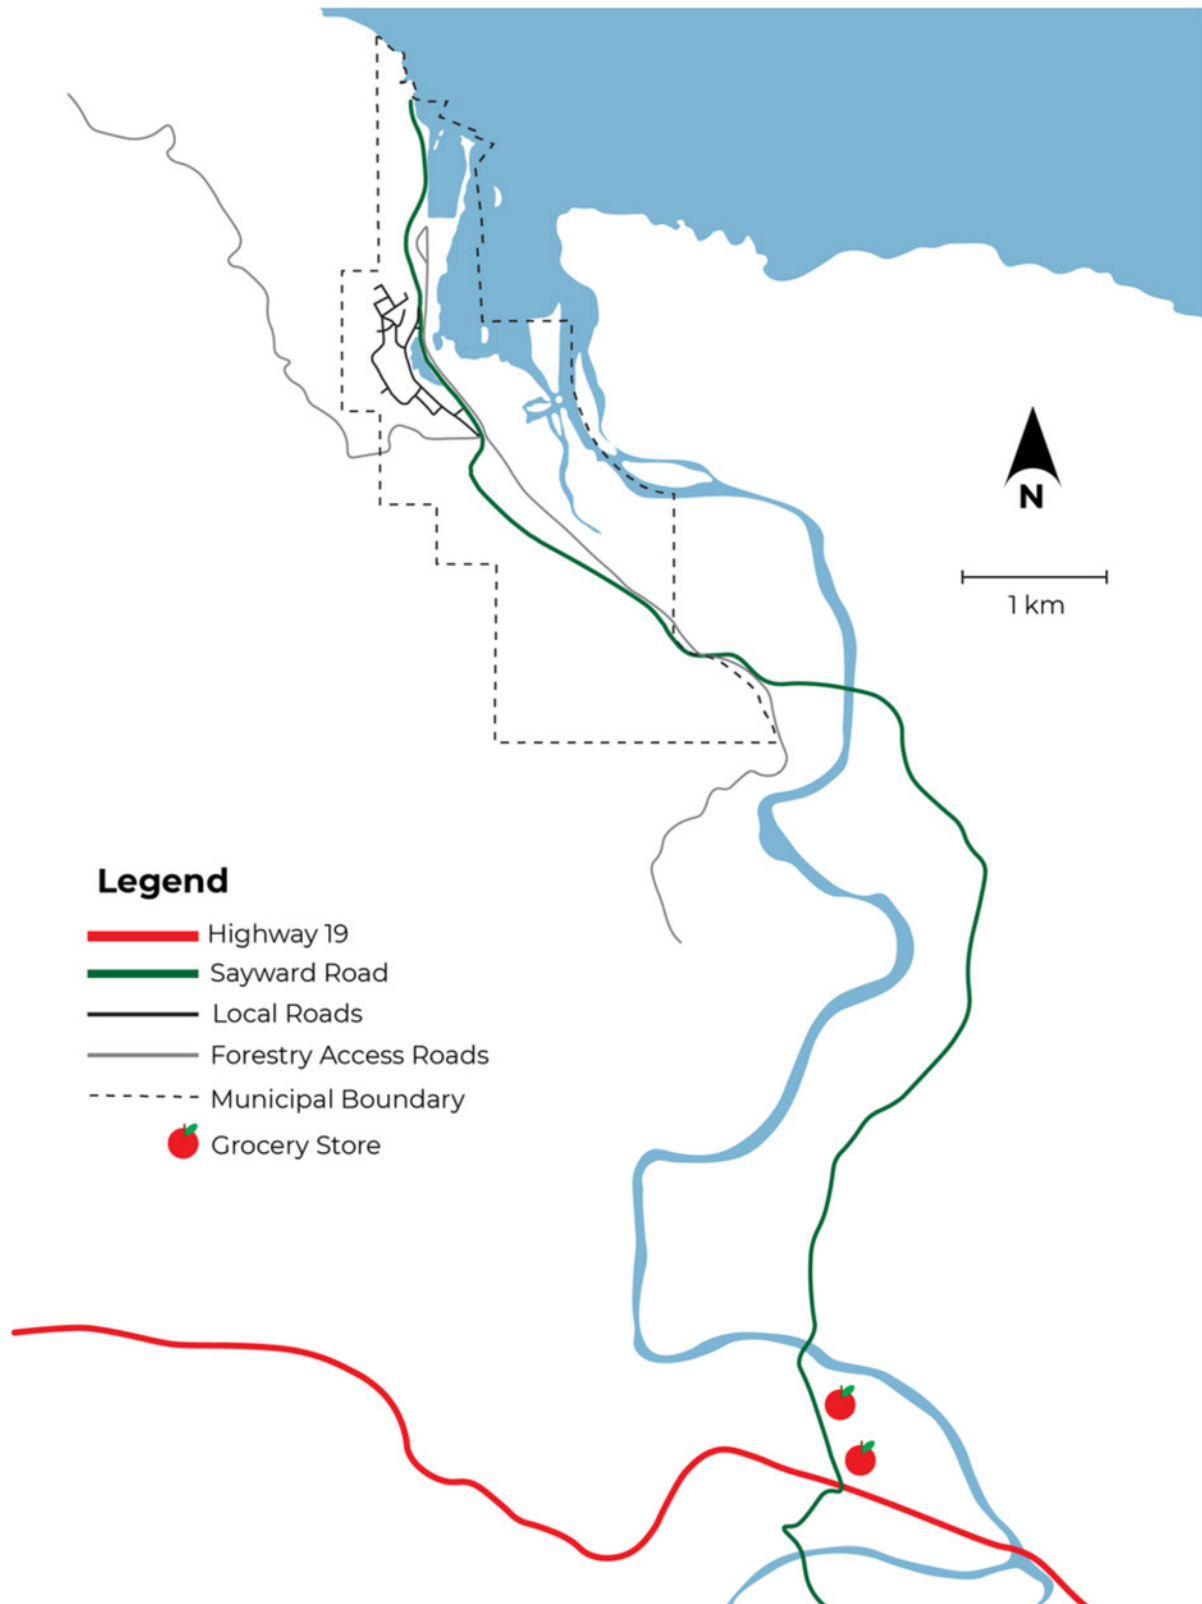 N
1 km
Legend
Highway 19
Sayward Road
Local Roads
Forestry Access Roads
Municipal Boundary
Grocery Store